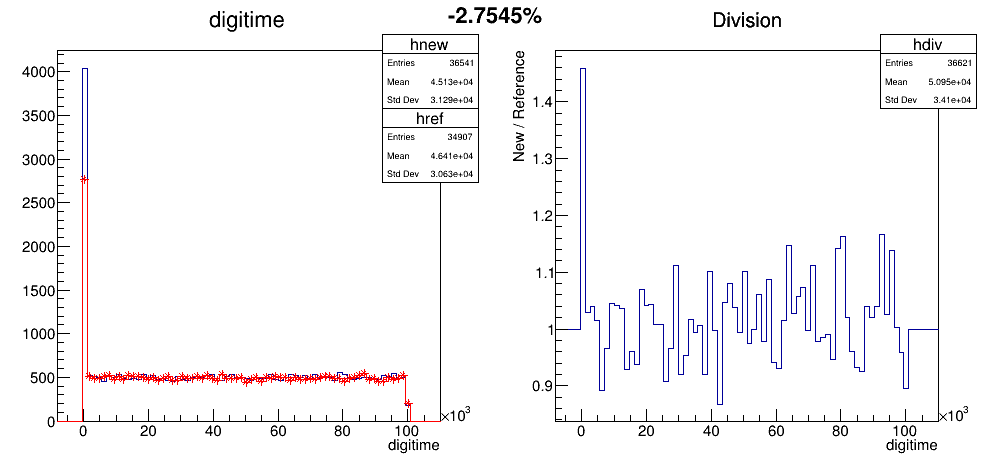 -2.7545%
digitime
hnew
Entries 36541
Mean 4.513e+04
Std Dev 3.129e+04
href
Entries 34907
Mean 4.641e+04
Std Dev 3.063e+04
4000
3500
3000
2500
2000
1500
1000
500
0
0 20 40 60 80 100
×10³
digitime
Division
hdiv
Entries 36621
Mean 5.095e+04
Std Dev 3.41e+04
New / Reference
1.4
1.3
1.2
1.1
1
0.9
0 20 40 60 80 100
×10³
digitime